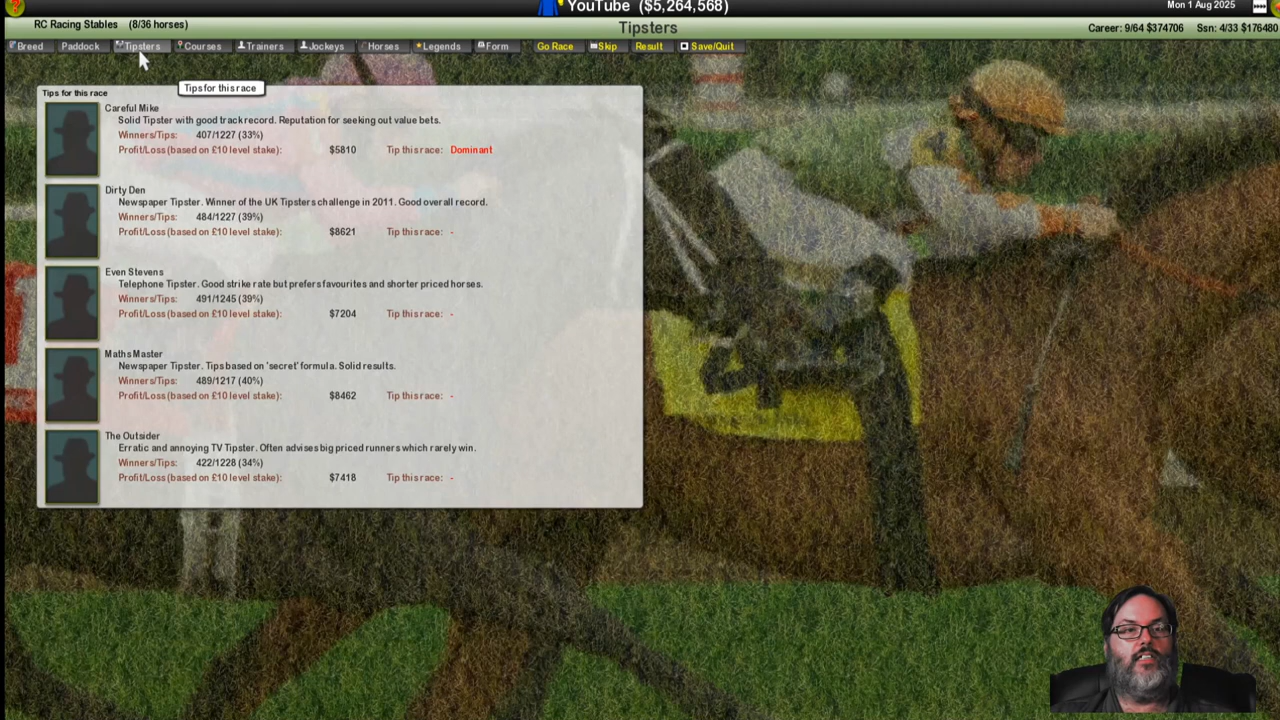 YouTube ($5,264,568)
Mon 1 Aug 2025
RC Racing Stables (8/36 horses)
Tipsters
Career: 9/64 $374706 Ssn: 4/33 $176480
Breed Paddock Tipsters Courses Trainers Jockeys Horses Legends Form Go Race Skip Result Save/Quit
Tips for this race
Tips for this race
Careful Mike
Solid Tipster with good track record. Reputation for seeking out value bets.
Winners/Tips: 407/1227 (33%)
Profit/Loss (based on £10 level stake): $5810 Tip this race: Dominant
Dirty Den
Newspaper Tipster. Winner of the UK Tipsters challenge in 2011. Good overall record.
Winners/Tips: 484/1227 (39%)
Profit/Loss (based on £10 level stake): $8621 Tip this race: -
Even Stevens
Telephone Tipster. Good strike rate but prefers favourites and shorter priced horses.
Winners/Tips: 491/1245 (39%)
Profit/Loss (based on £10 level stake): $7204 Tip this race: -
Maths Master
Newspaper Tipster. Tips based on 'secret' formula. Solid results.
Winners/Tips: 489/1217 (40%)
Profit/Loss (based on £10 level stake): $8462 Tip this race: -
The Outsider
Erratic and annoying TV Tipster. Often advises big priced runners which rarely win.
Winners/Tips: 422/1228 (34%)
Profit/Loss (based on £10 level stake): $7418 Tip this race: -